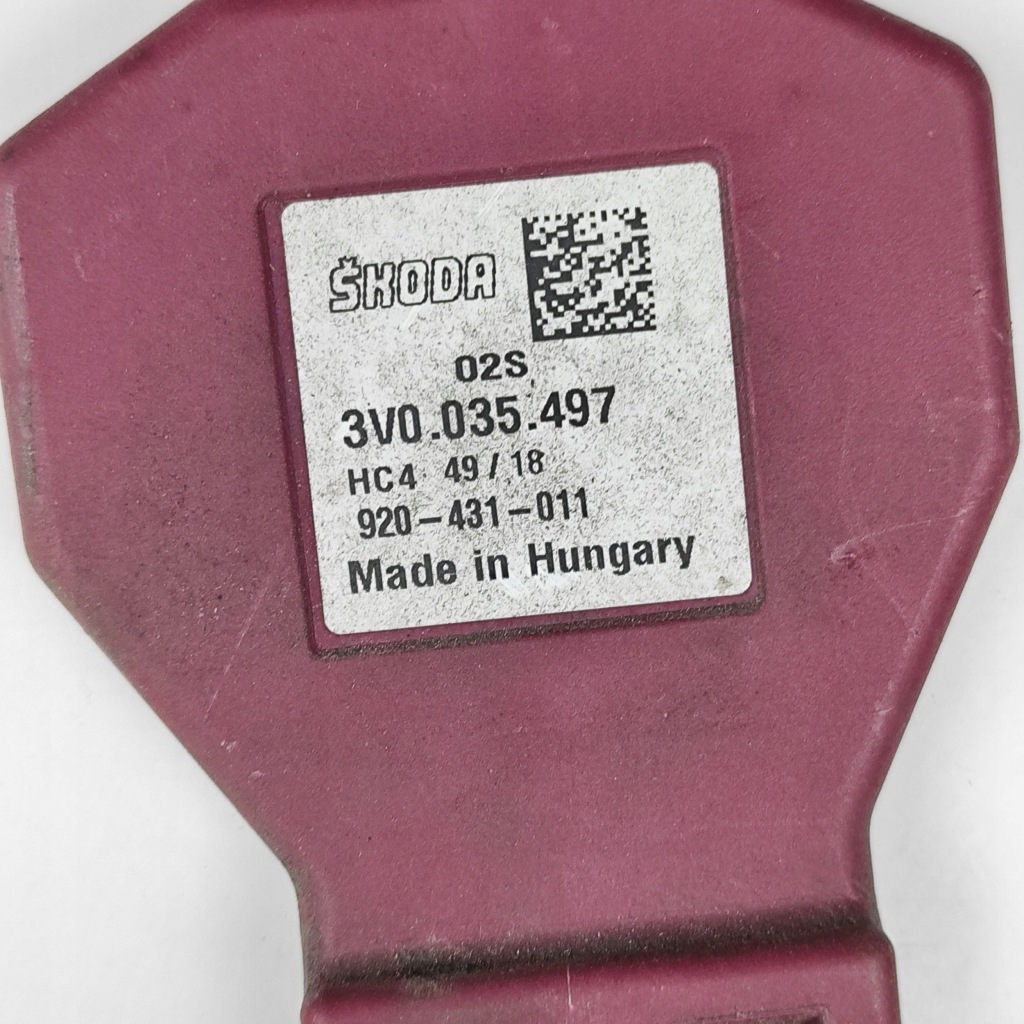 ŠKODA
02S
3V0.035.497
HC4 49/18
920-431-011
Made in Hungary